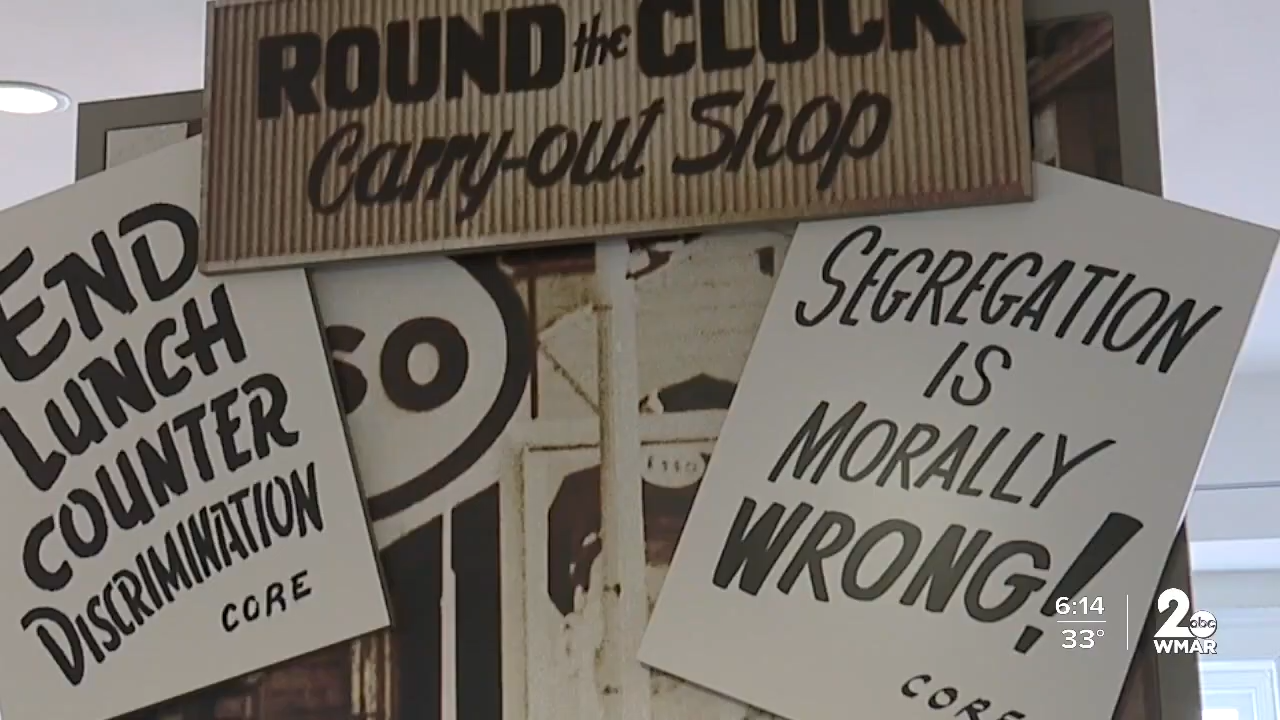 ROUND the CLOCK
Carry-out Shop
END
LUNCH
COUNTER
DISCRIMINATION
CORE
SO
SEGREGATION
IS
MORALLY
WRONG!
CORE
6:14
33°
2 abc
WMAR